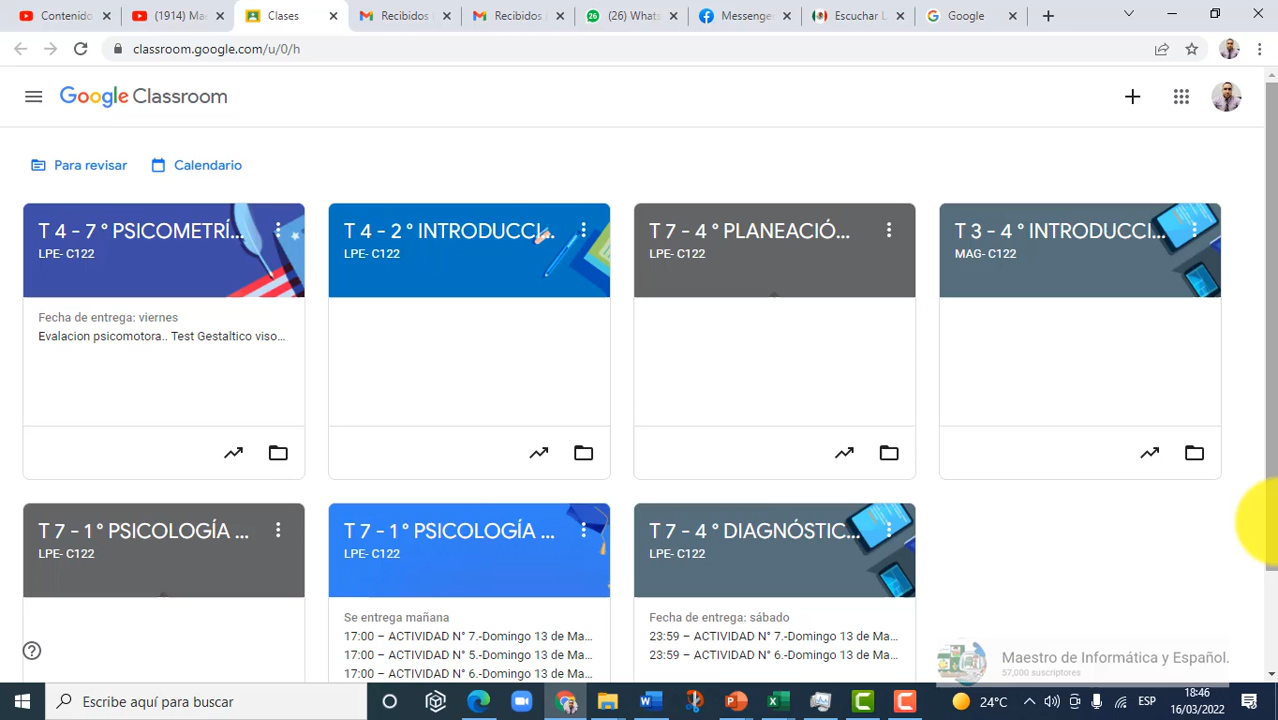 Contenido
(1914) Ma
Clases
Recibidos
Recibidos
26
(26) Whats
Messenger
Escuchar L
Google
classroom.google.com/u/0/h
Google Classroom
Para revisar
Calendario
T 4 - 7 ° PSICOMETRÍ...
LPE- C122
T 4 - 2 ° INTRODUCCI...
LPE- C122
T 7 - 4 ° PLANEACIÓ...
LPE- C122
T 3 - 4 ° INTRODUCCI...
MAG- C122
Fecha de entrega: viernes
Evalacion psicomotora.. Test Gestaltico viso...
T 7 - 1 ° PSICOLOGÍA ...
LPE- C122
T 7 - 1 ° PSICOLOGÍA ...
LPE- C122
T 7 - 4 ° DIAGNÓSTIC...
LPE- C122
Se entrega mañana
17:00 – ACTIVIDAD N° 7.-Domingo 13 de Ma...
17:00 – ACTIVIDAD N° 5.-Domingo 13 de Ma...
17:00 – ACTIVIDAD N° 6.-Domingo 13 de Ma...
Fecha de entrega: sábado
23:59 – ACTIVIDAD N° 7.-Domingo 13 de Ma...
23:59 – ACTIVIDAD N° 6.-Domingo 13 de Ma...
Maestro de Informática y Español.
57,000 suscriptores
Escribe aquí para buscar
24°C
ESP
18:46
16/03/2022